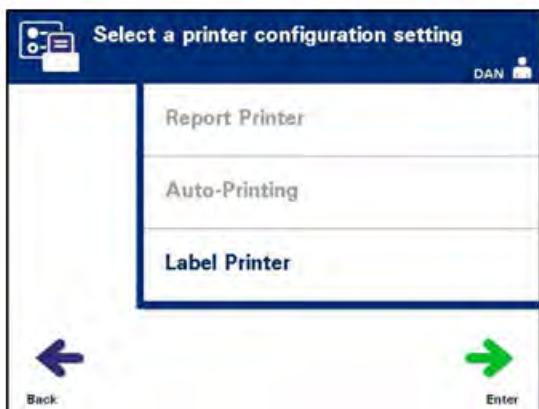 Select a printer configuration setting
DAN
Report Printer
Auto-Printing
Label Printer
Back
Enter